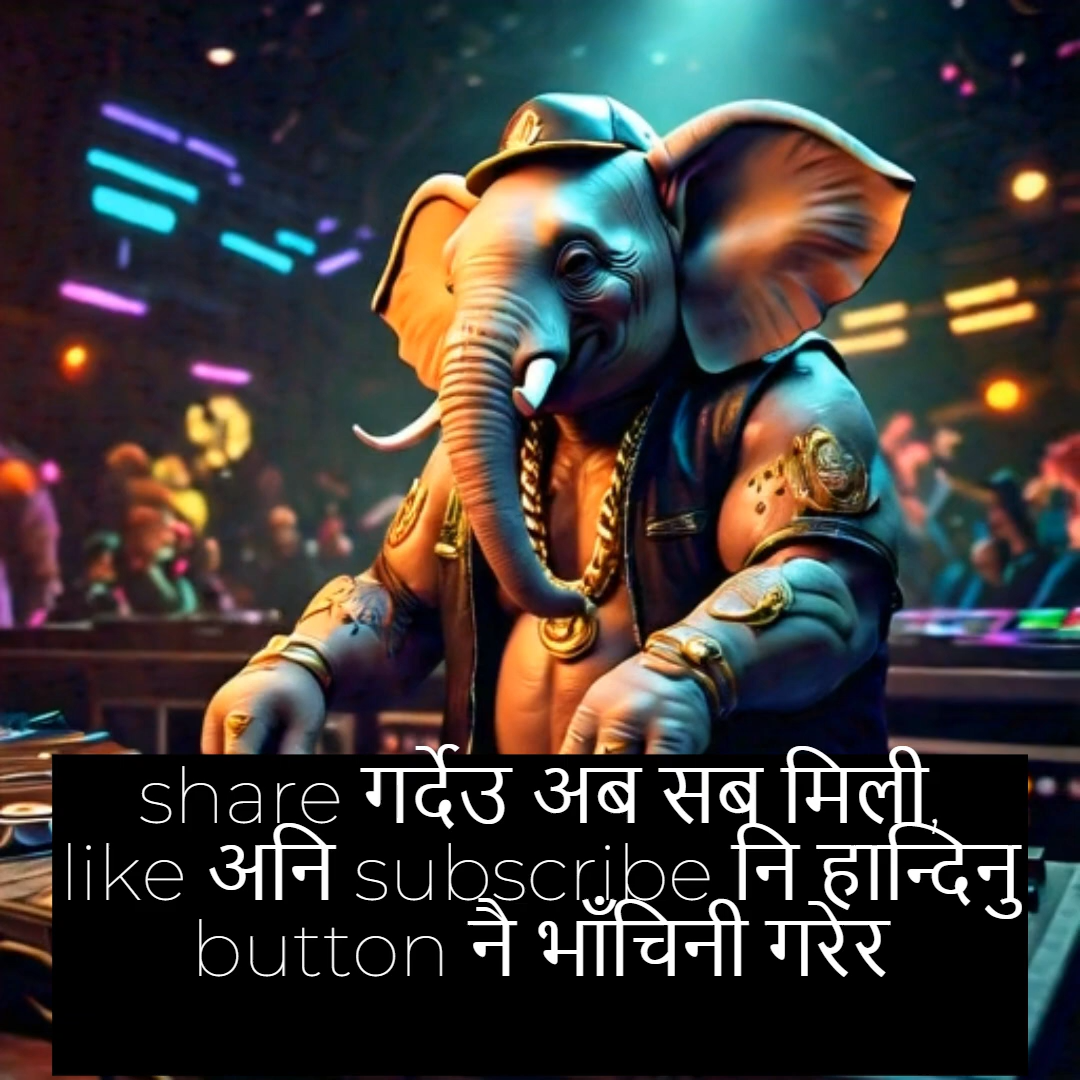 share गर्देउ अब सब मिली,
like अनि subscribe नि हान्दिनु
button नै भाँचिनी गरेर